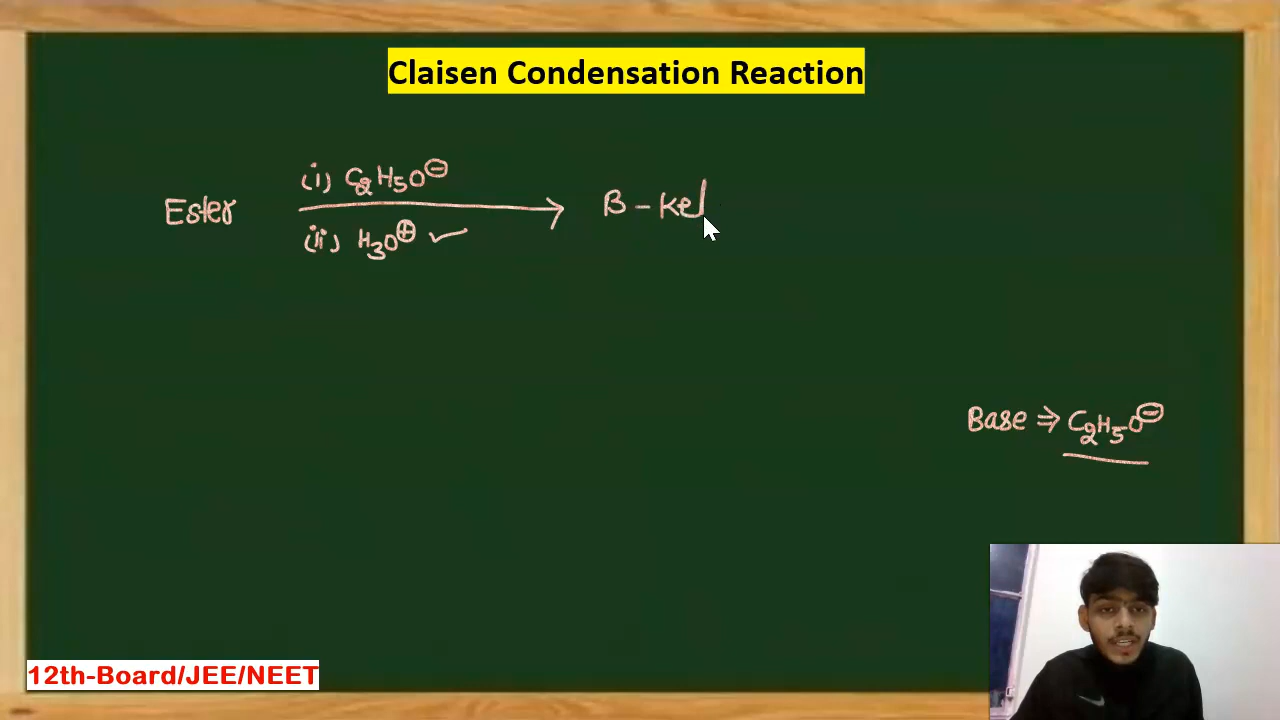 Claisen Condensation Reaction
(i) C2H5O⊖
Ester → B - Ket
(ii) H3O⊕ ✓
Base ⇒ C2H5O⊖
12th-Board/JEE/NEET